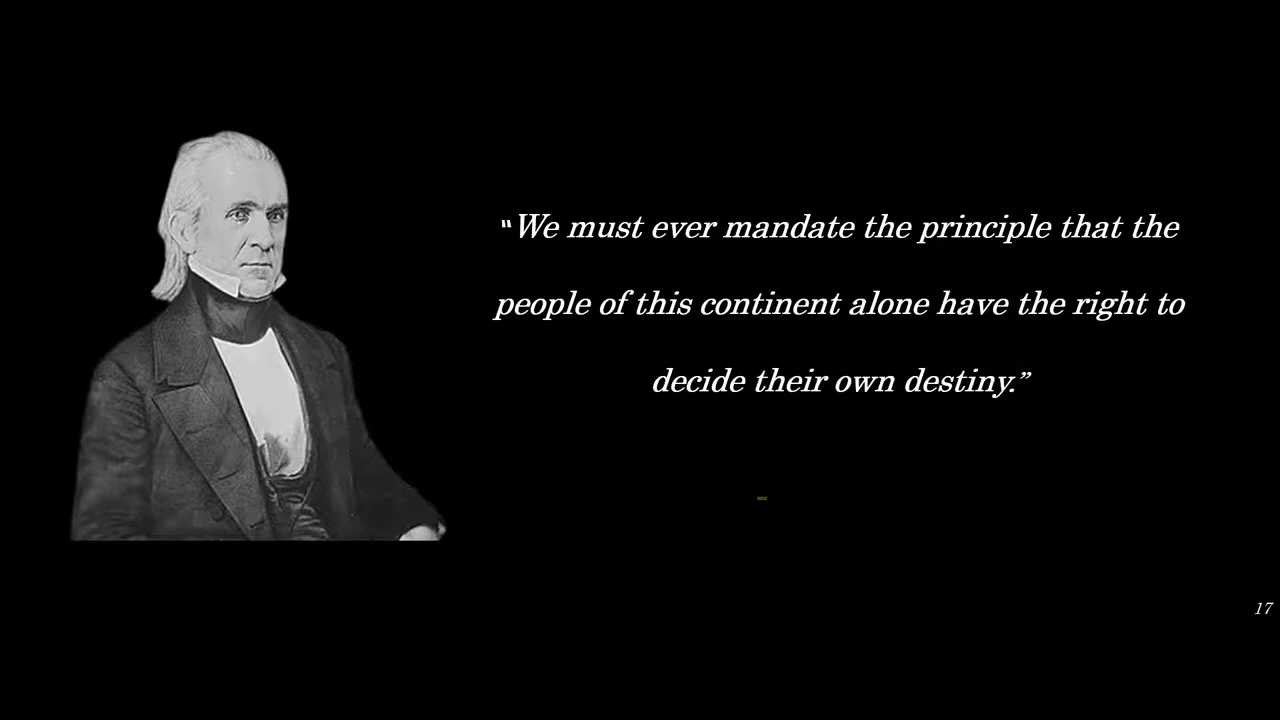 “We must ever mandate the principle that the
people of this continent alone have the right to
decide their own destiny.”
-
17